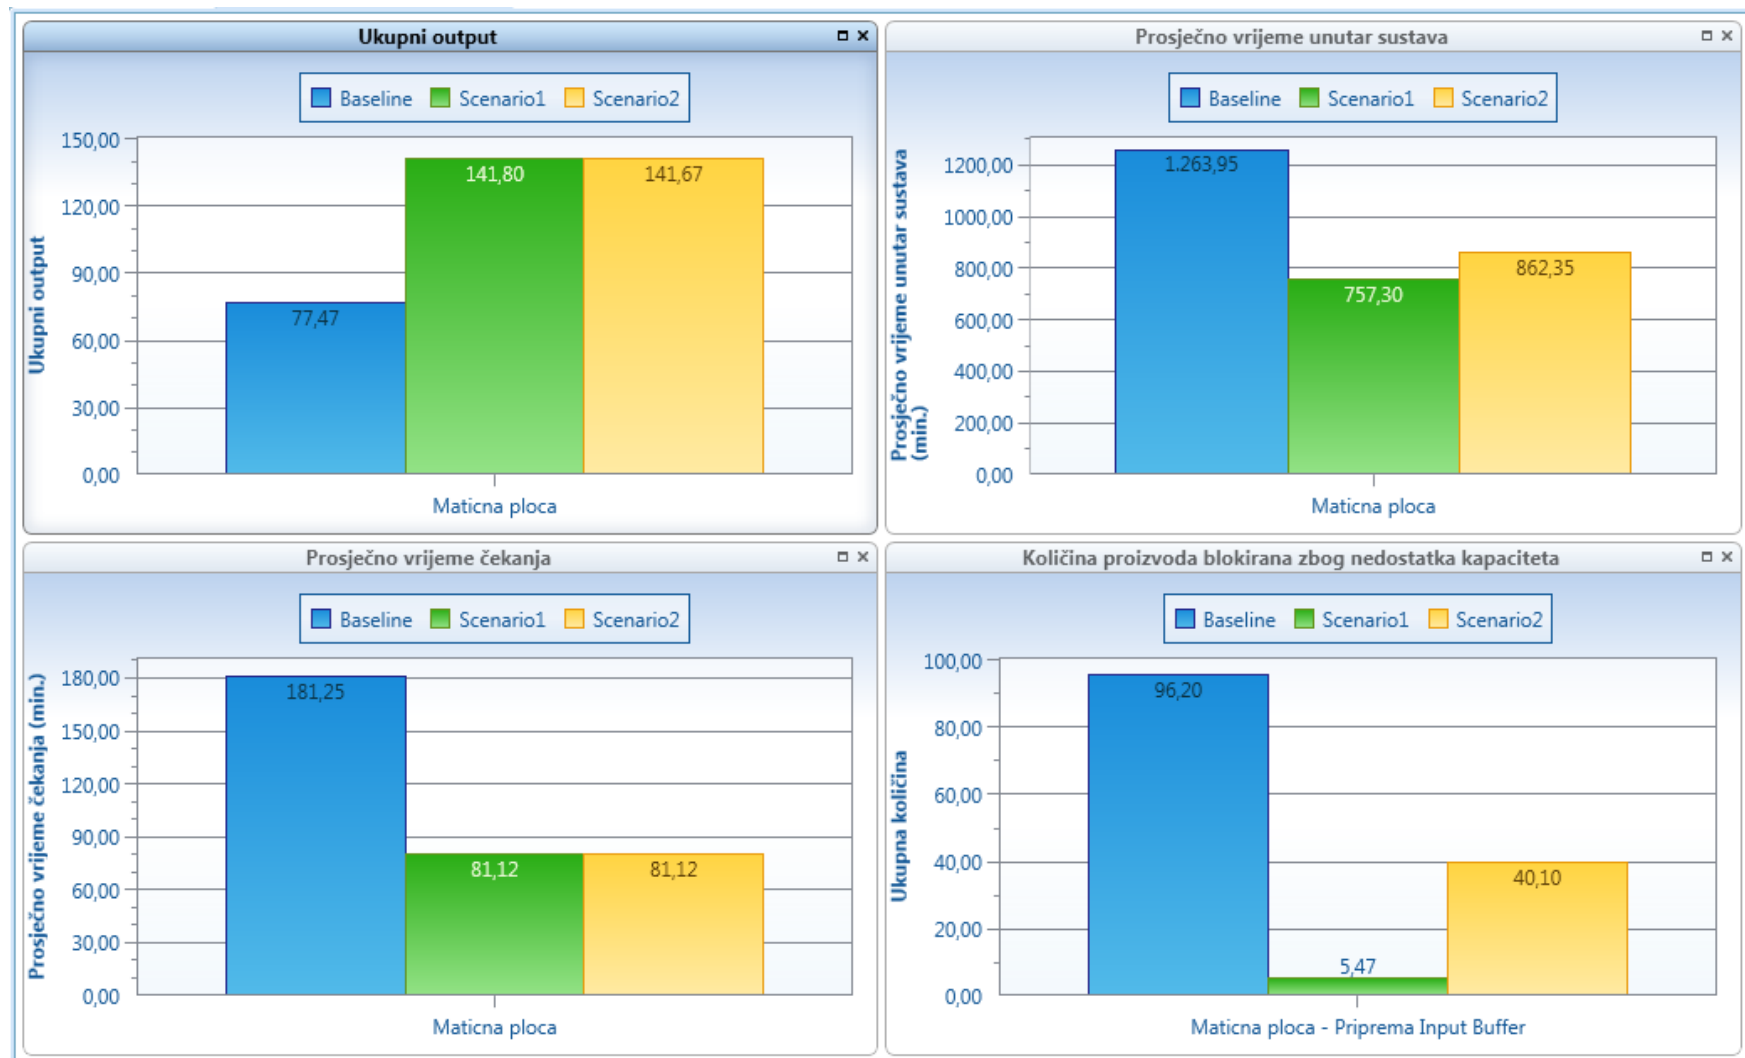 Ukupni output
Baseline Scenario1 Scenario2
150,00
120,00
90,00
60,00
30,00
0,00
Ukupni output
77,47
141,80
141,67
Maticna ploca
Prosječno vrijeme unutar sustava
Baseline Scenario1 Scenario2
1200,00
1000,00
800,00
600,00
400,00
200,00
0,00
Prosječno vrijeme unutar sustava
(min.)
1.263,95
757,30
862,35
Maticna ploca
Prosječno vrijeme čekanja
Baseline Scenario1 Scenario2
180,00
150,00
120,00
90,00
60,00
30,00
0,00
Prosječno vrijeme čekanja (min.)
181,25
81,12
81,12
Maticna ploca
Količina proizvoda blokirana zbog nedostatka kapaciteta
Baseline Scenario1 Scenario2
100,00
80,00
60,00
40,00
20,00
0,00
Ukupna količina
96,20
5,47
40,10
Maticna ploca - Priprema Input Buffer